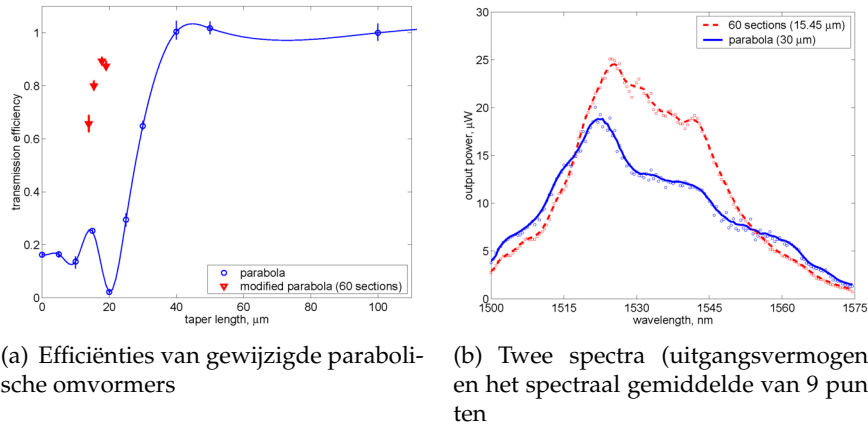 1
0.8
0.6
0.4
0.2
0
0
20
40
60
80
100
transmission efficiency
taper length, μm
parabola
modified parabola (60 sections)
30
25
20
15
10
5
0
1500
1515
1530
1545
1560
1575
output power, μW
wavelength, nm
60 sections (15.45 μm)
parabola (30 μm)
(a) Efficiënties van gewijzigde paraboli-
sche omvormers
(b) Twee spectra (uitgangsvermogen
en het spectraal gemiddelde van 9 pun
ten